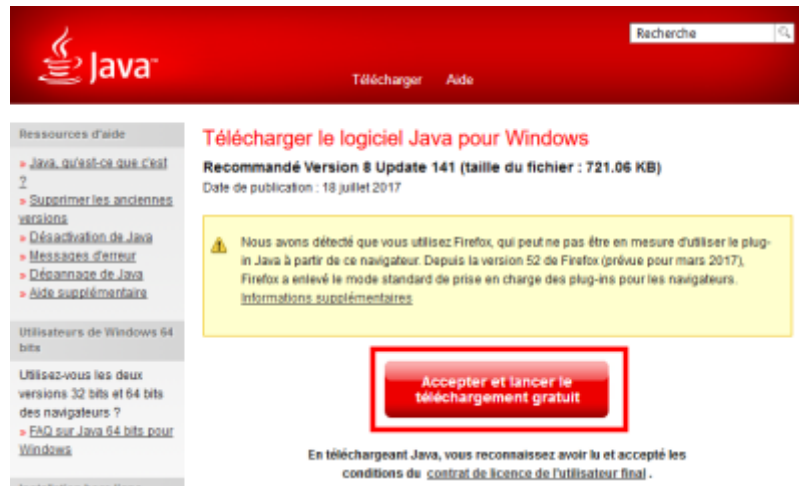 Recherche
Java
Télécharger Aide
Ressources d'aide
» Java, qu'est-ce que c'est
?
» Supprimer les anciennes
versions
» Désactivation de Java
» Messages d'erreur
» Dépannage de Java
» Aide supplémentaire
Utilisateurs de Windows 64
bits
Utilisez-vous les deux
versions 32 bits et 64 bits
des navigateurs ?
» FAQ sur Java 64 bits pour
Windows
Télécharger le logiciel Java pour Windows
Recommandé Version 8 Update 141 (taille du fichier : 721.06 KB)
Date de publication : 18 juillet 2017
Nous avons détecté que vous utilisez Firefox, qui peut ne pas être en mesure d'utiliser le plug-
in Java à partir de ce navigateur. Depuis la version 52 de Firefox (prévue pour mars 2017),
Firefox a enlevé le mode standard de prise en charge des plug-ins pour les navigateurs.
Informations supplémentaires
Accepter et lancer le
téléchargement gratuit
En téléchargeant Java, vous reconnaissez avoir lu et accepté les
conditions du contrat de licence de l'utilisateur final .